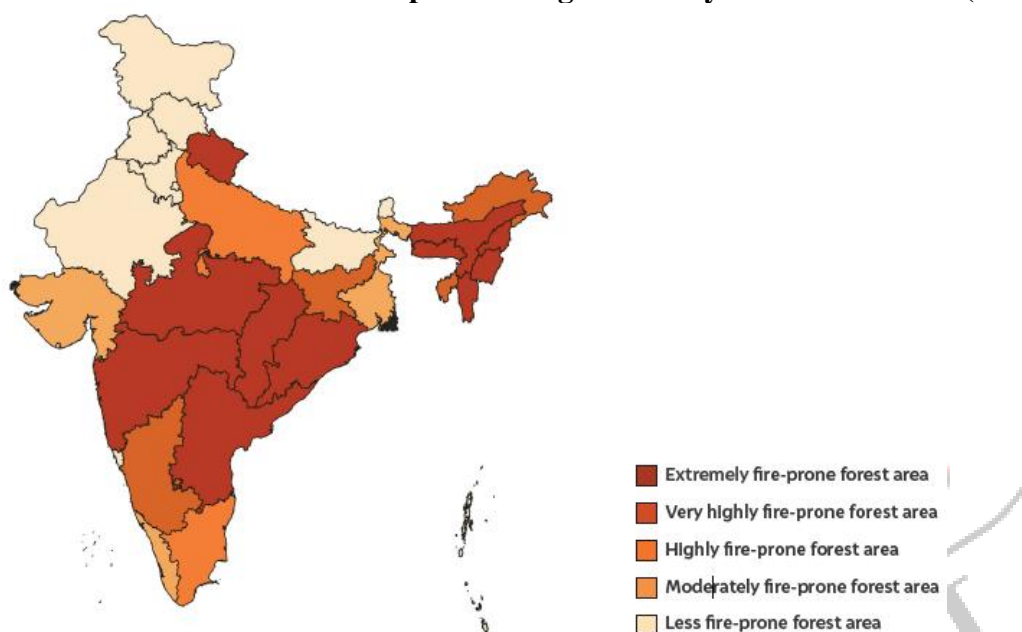 Extremely fire-prone forest area
Very highly fire-prone forest area
Highly fire-prone forest area
Moderately fire-prone forest area
Less fire-prone forest area